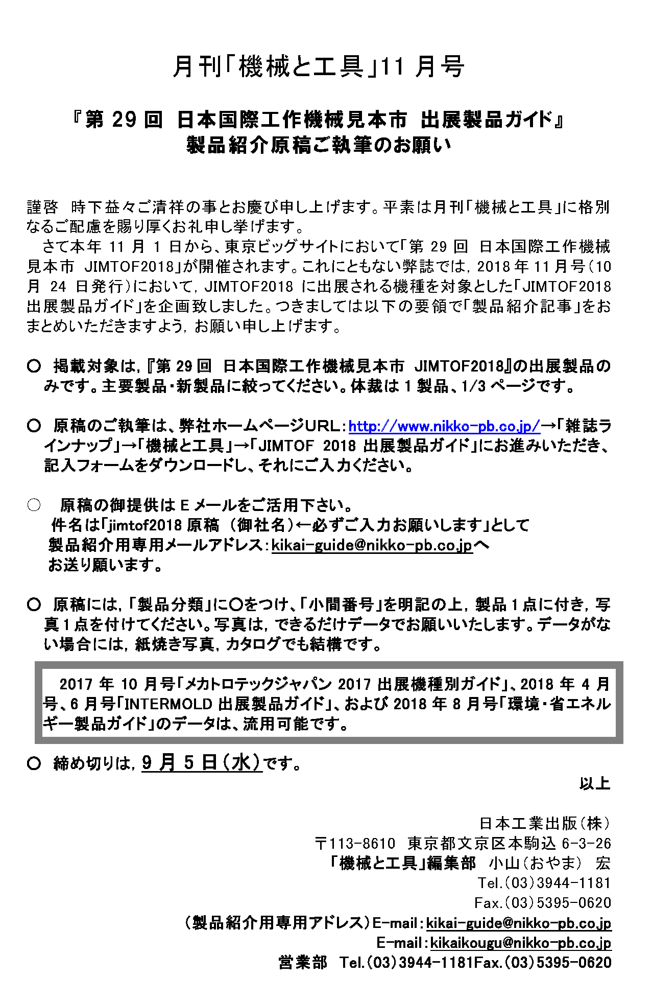 月刊「機械と工具」11 月号
『第 29 回　日本国際工作機械見本市　出展製品ガイド』
製品紹介原稿ご執筆のお願い
謹啓　時下益々ご清祥の事とお慶び申し上げます。平素は月刊「機械と工具」に格別
なるご配慮を賜り厚くお礼申し挙げます。
さて本年 11 月 1 日から、東京ビッグサイトにおいて「第 29 回　日本国際工作機械
見本市　JIMTOF2018」が開催されます。これにともない弊誌では，2018 年 11 月号（10
月 24 日発行）において，JIMTOF2018 に出展される機種を対象とした「JIMTOF2018
出展製品ガイド」を企画致しました。つきましては以下の要領で「製品紹介記事」をお
まとめいただきますよう，お願い申し上げます。
○　掲載対象は，『第 29 回　日本国際工作機械見本市　JIMTOF2018』の出展製品の
みです。主要製品・新製品に絞ってください。体裁は 1 製品、1/3 ページです。
○　原稿のご執筆は、弊社ホームページＵＲＬ：http://www.nikko-pb.co.jp/→「雑誌ラ
インナップ」→「機械と工具」→「JIMTOF 2018 出展製品ガイド」にお進みいただき、
記入フォームをダウンロードし、それにご入力ください。
○　原稿の御提供は E メールをご活用下さい。
件名は「jimtof2018 原稿　（御社名）←必ずご入力お願いします」として
製品紹介用専用メールアドレス：kikai-guide@nikko-pb.co.jpへ
お送り願います。
○　原稿には，「製品分類」に○をつけ、「小間番号」を明記の上，製品 1 点に付き，写
真 1 点を付けてください。写真は，できるだけデータでお願いいたします。データがな
い場合には，紙焼き写真，カタログでも結構です。
2017 年 10 月号「メカトロテックジャパン 2017 出展機種別ガイド」、2018 年 4 月
号、6 月号「INTERMOLD 出展製品ガイド」、および 2018 年 8 月号「環境・省エネル
ギー製品ガイド」のデータは、流用可能です。
○　締め切りは，9 月 5 日（水）です。
以上
日本工業出版（株）
〒113-8610　東京都文京区本駒込 6-3-26
「機械と工具」編集部　小山（おやま）　宏
Tel.（03）3944-1181
Fax.（03）5395-0620
（製品紹介用専用アドレス）E-mail：kikai-guide@nikko-pb.co.jp
E-mail：kikaikougu@nikko-pb.co.jp
営業部　Tel.（03）3944-1181Fax.（03）5395-0620